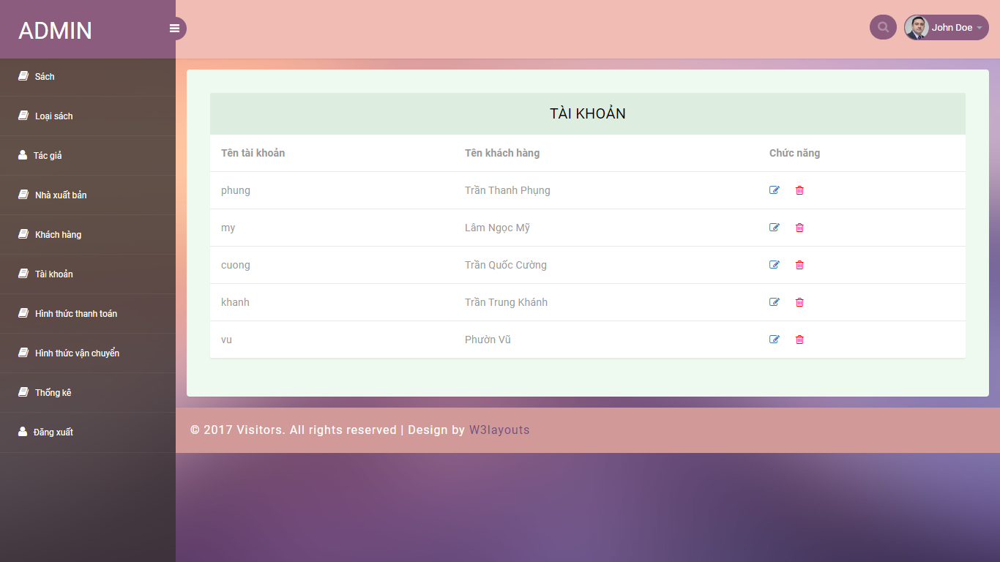 ADMIN
John Doe
Sách
Loại sách
Tác giả
Nhà xuất bản
Khách hàng
Tài khoản
Hình thức thanh toán
Hình thức vận chuyển
Thống kê
Đăng xuất
TÀI KHOẢN
Tên tài khoản Tên khách hàng Chức năng
phung Trần Thanh Phụng
my Lâm Ngọc Mỹ
cuong Trần Quốc Cường
khanh Trần Trung Khánh
vu Phườn Vũ
© 2017 Visitors. All rights reserved | Design by W3layouts